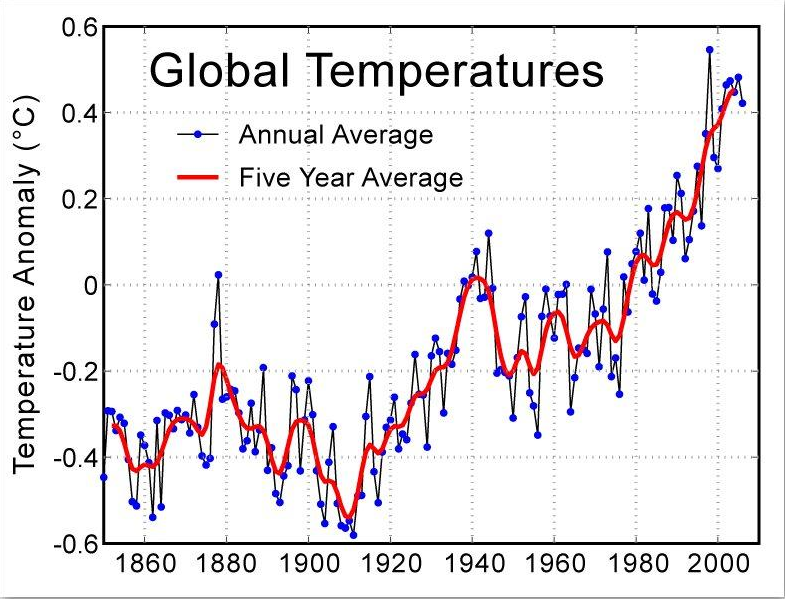 Global Temperatures
Annual Average
Five Year Average
Temperature Anomaly (°C)
0.6
0.4
0.2
0
-0.2
-0.4
-0.6
1860 1880 1900 1920 1940 1960 1980 2000